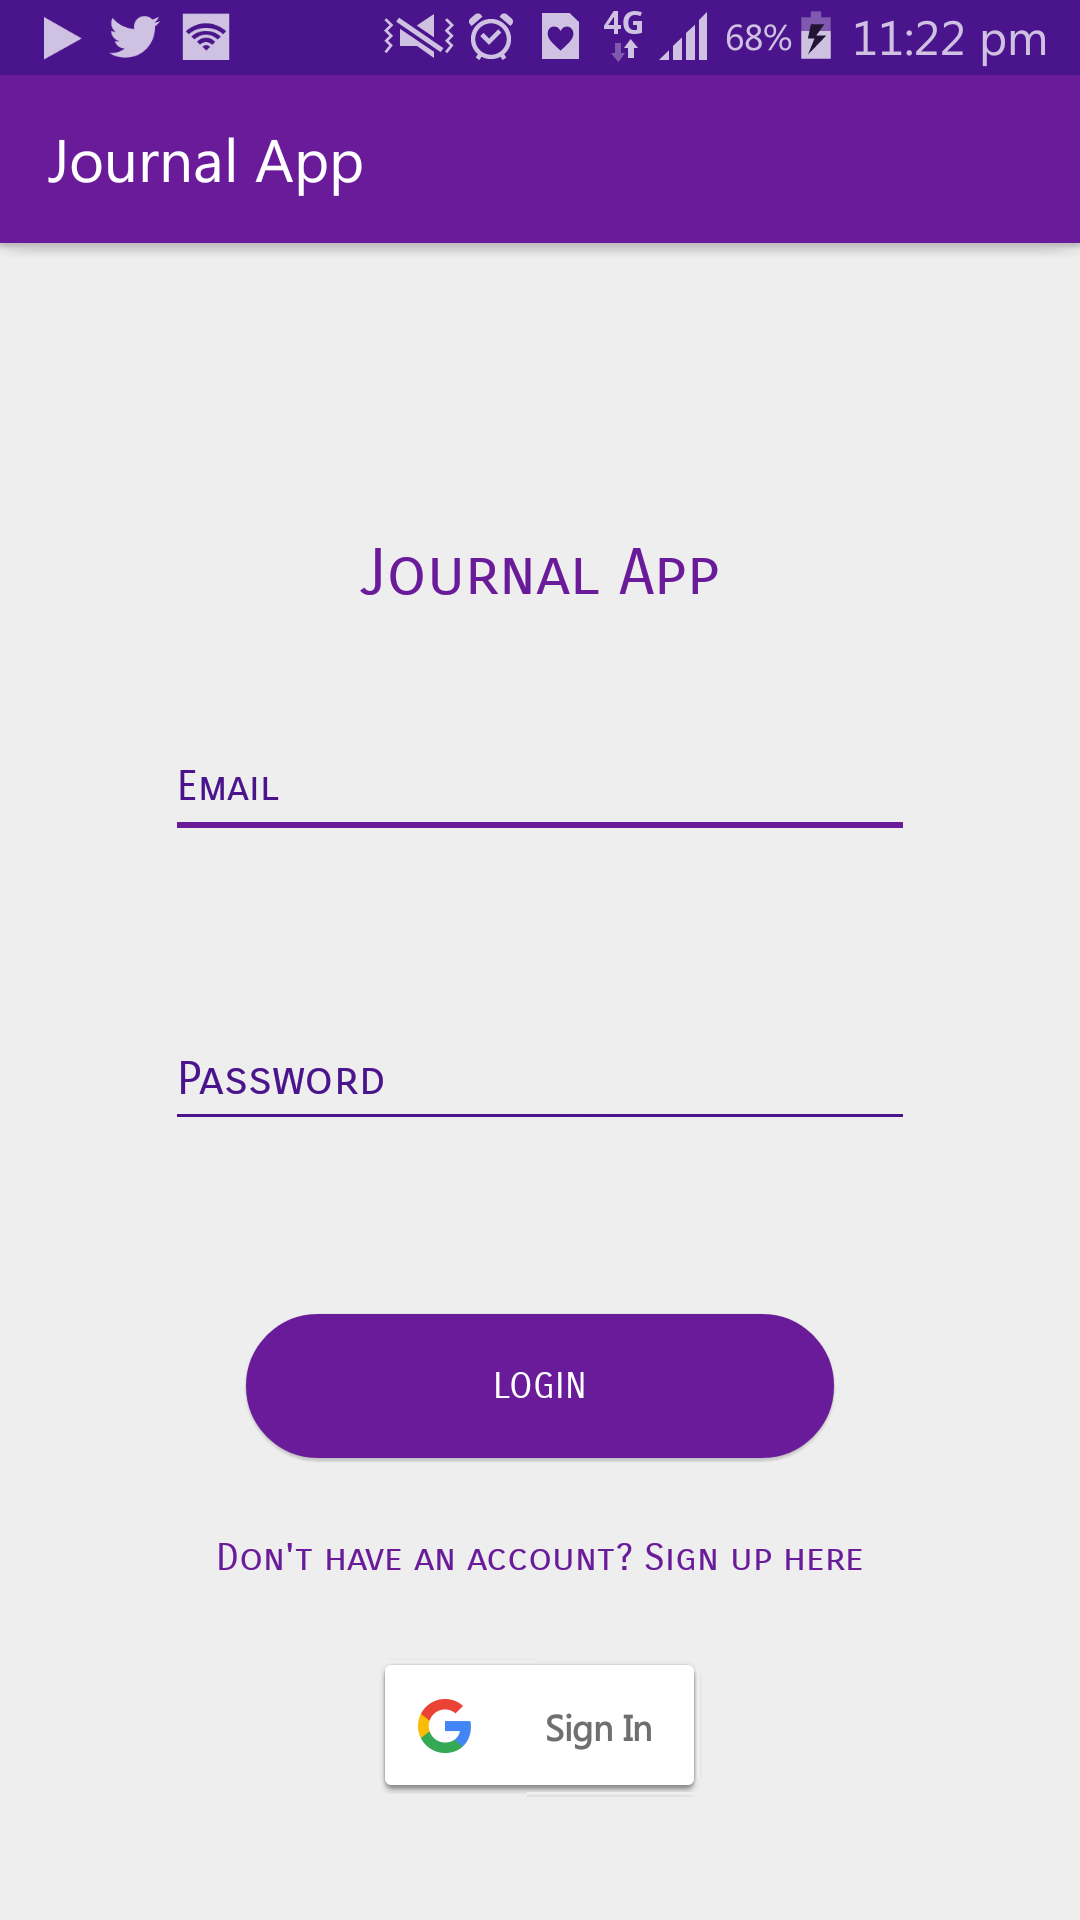 4G 68% 11:22 pm
Journal App
Journal App
Email
Password
LOGIN
Don't have an account? Sign up here
Sign In